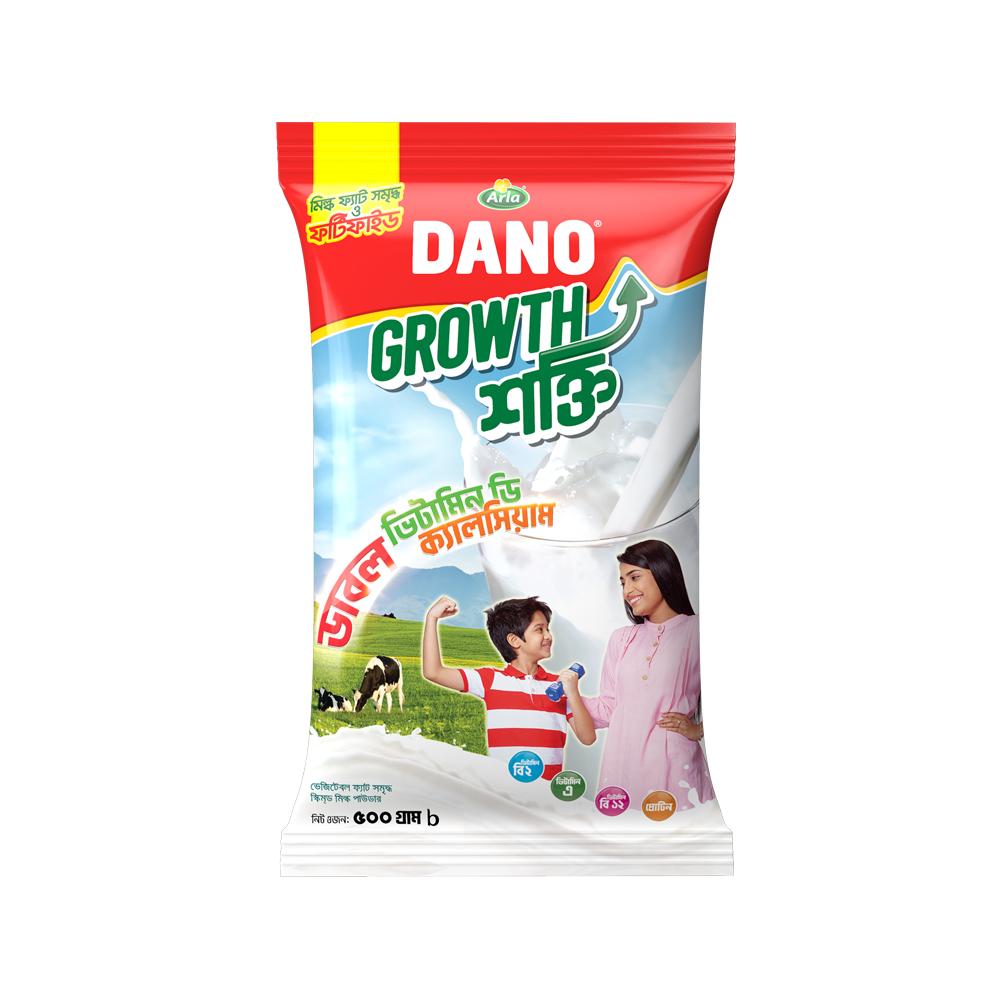 মিল্ক ফ্যাট সমৃদ্ধ
ও
ফর্টিফাইড
Arla
DANO®
GROWTH
শক্তি
ডাবল
ভিটামিন ডি
ক্যালসিয়াম
ভিটামিন
বি২
ভিটামিন
এ
ভিটামিন
বি ১২
প্রোটিন
ভেজিটেবল ফ্যাট সমৃদ্ধ
স্কিমড মিল্ক পাউডার
নিট ওজন: ৫০০ গ্রাম b